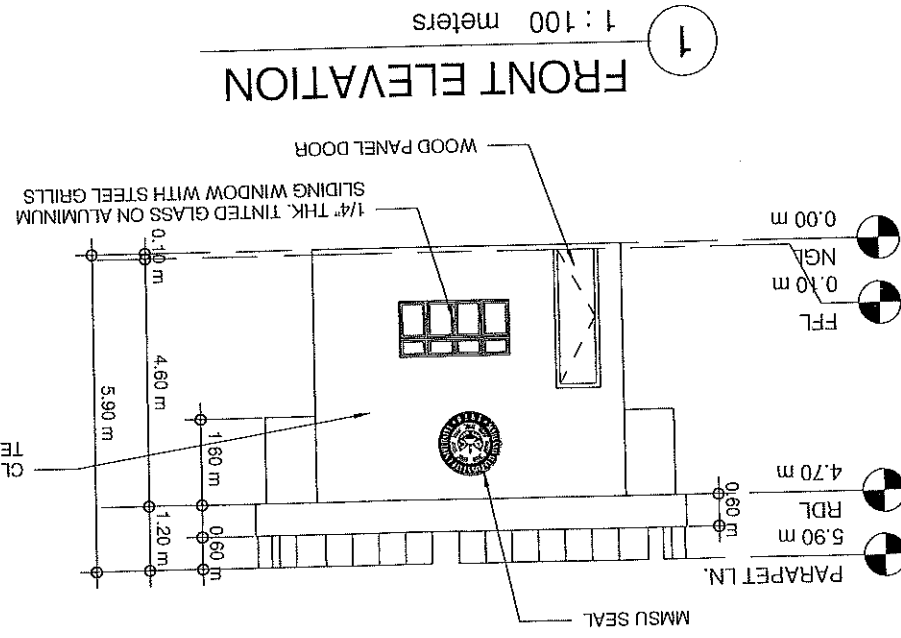 MMSU SEAL
PARAPET LN.
5.90 m
RDL
4.70 m
FFL
0.10 m
NGL
0.00 m
0.60 m
0.60 m
1.20 m
1.60 m
5.90 m
4.60 m
0.10 m
CL
TE
1/4" THK. TINTED GLASS ON ALUMINUM
SLIDING WINDOW WITH STEEL GRILLS
WOOD PANEL DOOR
1
FRONT ELEVATION
1 : 100 meters